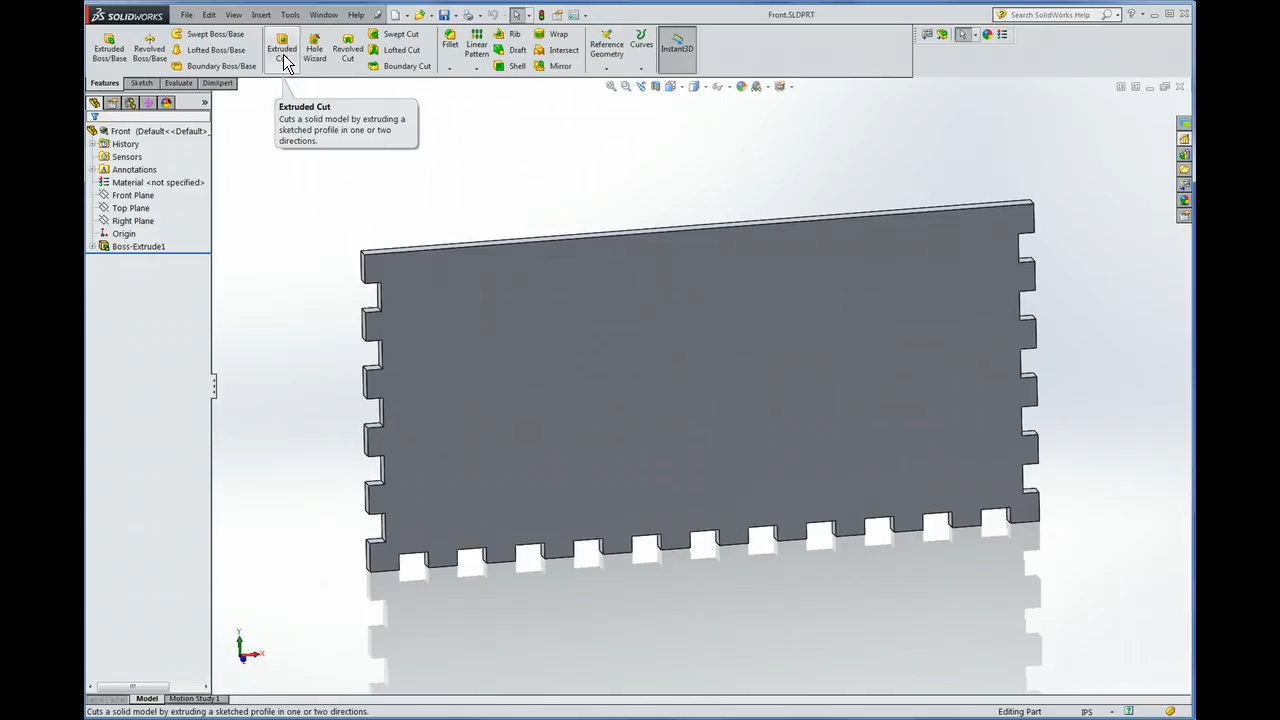 SOLIDWORKS File Edit View Insert Tools Window Help Front.SLDPRT Search SolidWorks Help
Extruded Boss/Base
Revolved Boss/Base
Swept Boss/Base
Lofted Boss/Base
Boundary Boss/Base
Extruded
Hole Wizard
Revolved Cut
Swept Cut
Lofted Cut
Boundary Cut
Fillet
Linear Pattern
Rib
Draft
Shell
Wrap
Intersect
Mirror
Reference Geometry
Curves
Instant3D
Features Sketch Evaluate DimXpert
Extruded Cut
Cuts a solid model by extruding a
sketched profile in one or two
directions.
Front (Default<<Default>_
History
Sensors
Annotations
Material <not specified>
Front Plane
Top Plane
Right Plane
Origin
Boss-Extrude1
Y
X
Model Motion Study1
Cuts a solid model by extruding a sketched profile in one or two directions. Editing Part IPS